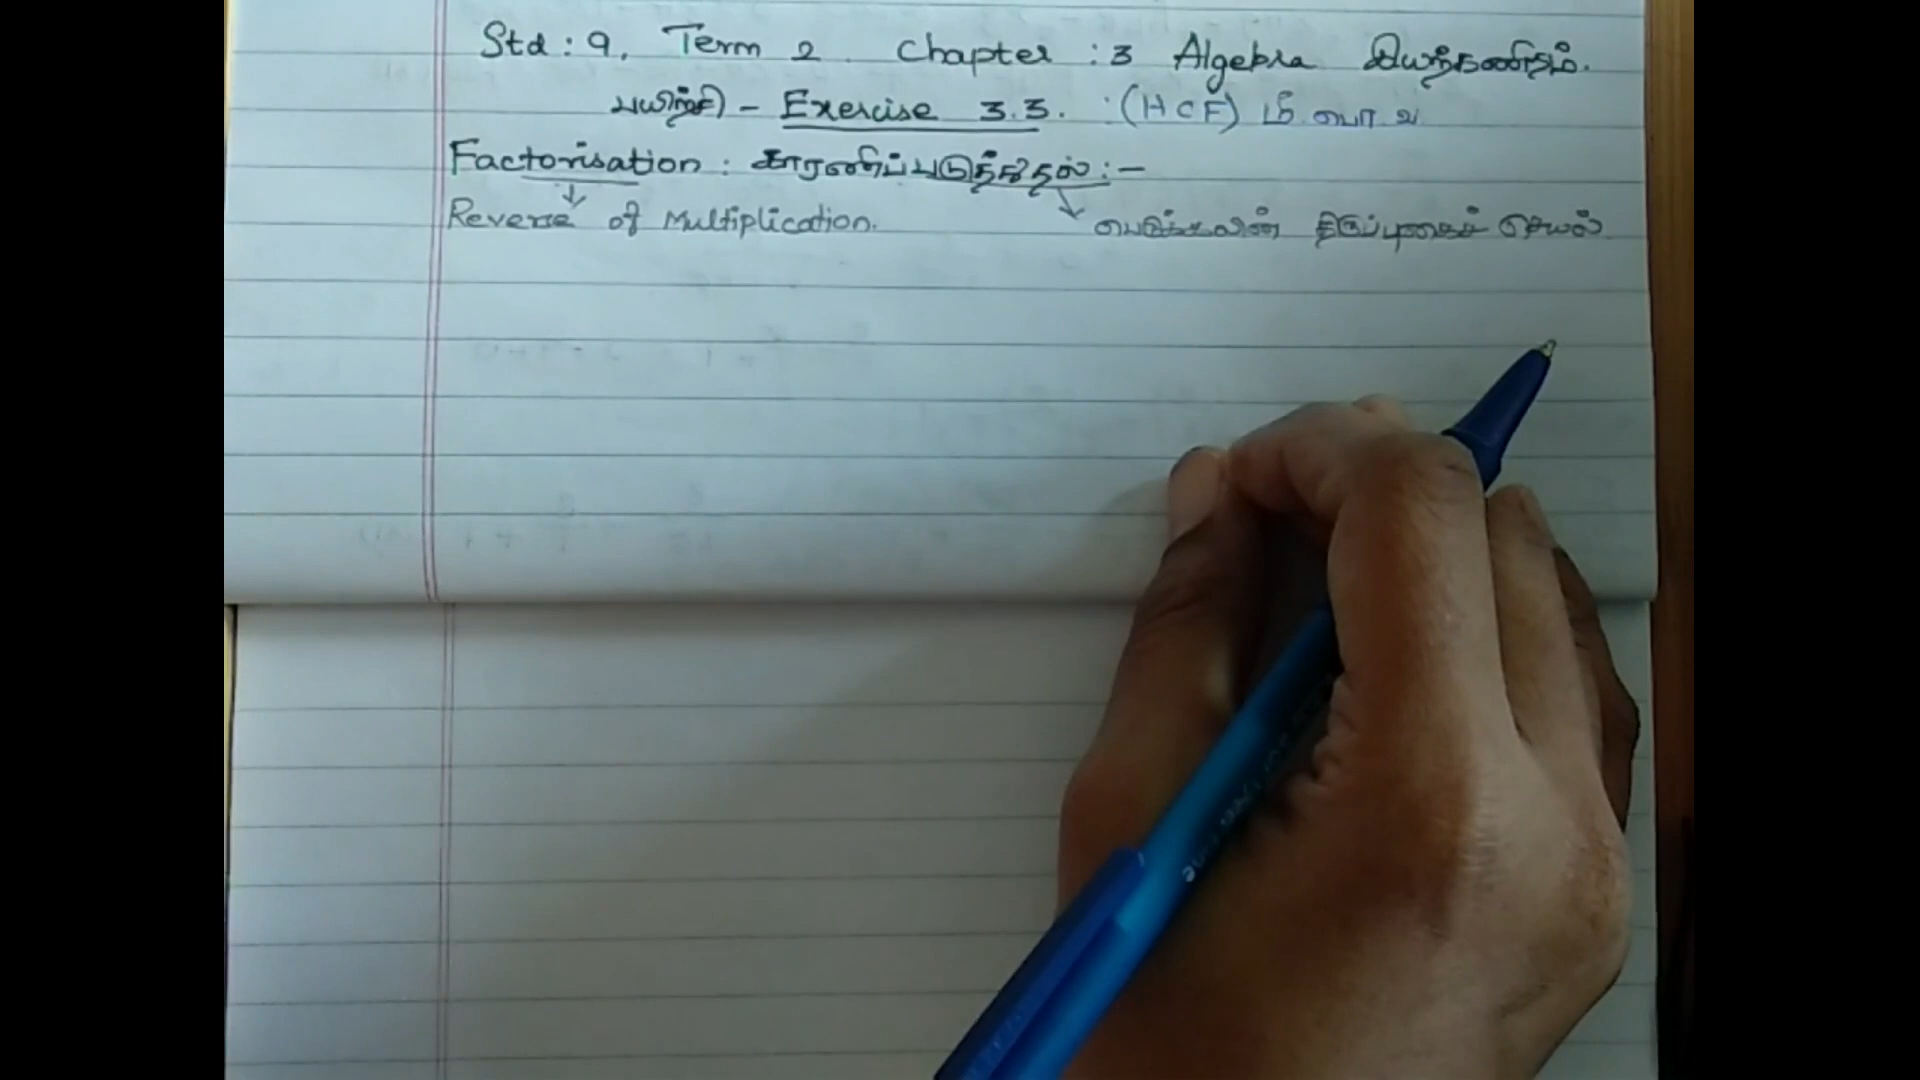 Std : 9, Term 2 Chapter : 3 Algebra இயற்கணிதம்.
பயிற்சி - Exercise 3.3. : (HCF) மீ பொ வ
Factorisation : காரணிப்படுத்துதல் :-
Reverse of Multiplication. பெருக்கலின் திருப்புகைச் செயல்